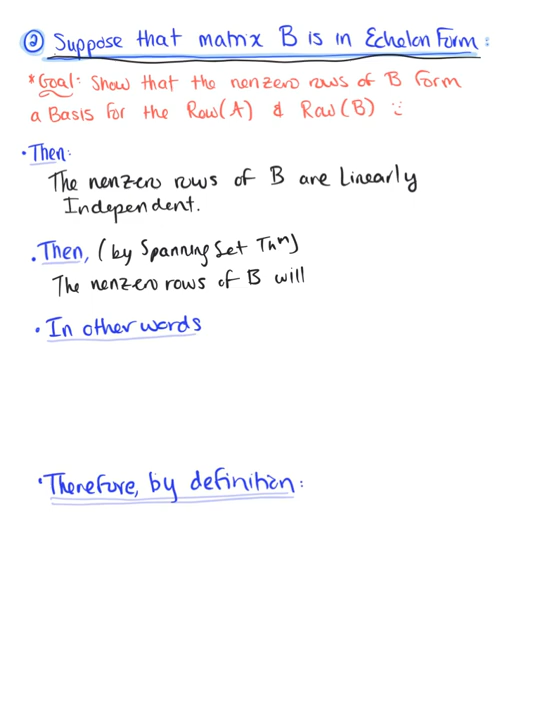 ② Suppose that matrix B is in Echelon Form:
*Goal: Show that the nonzero rows of B form
a Basis for the Row(A) & Row(B) :)
• Then:
The nonzero rows of B are Linearly
Independent.
• Then, (by Spanning Set Thm)
The nonzero rows of B will
• In other words
• Therefore, by definition: